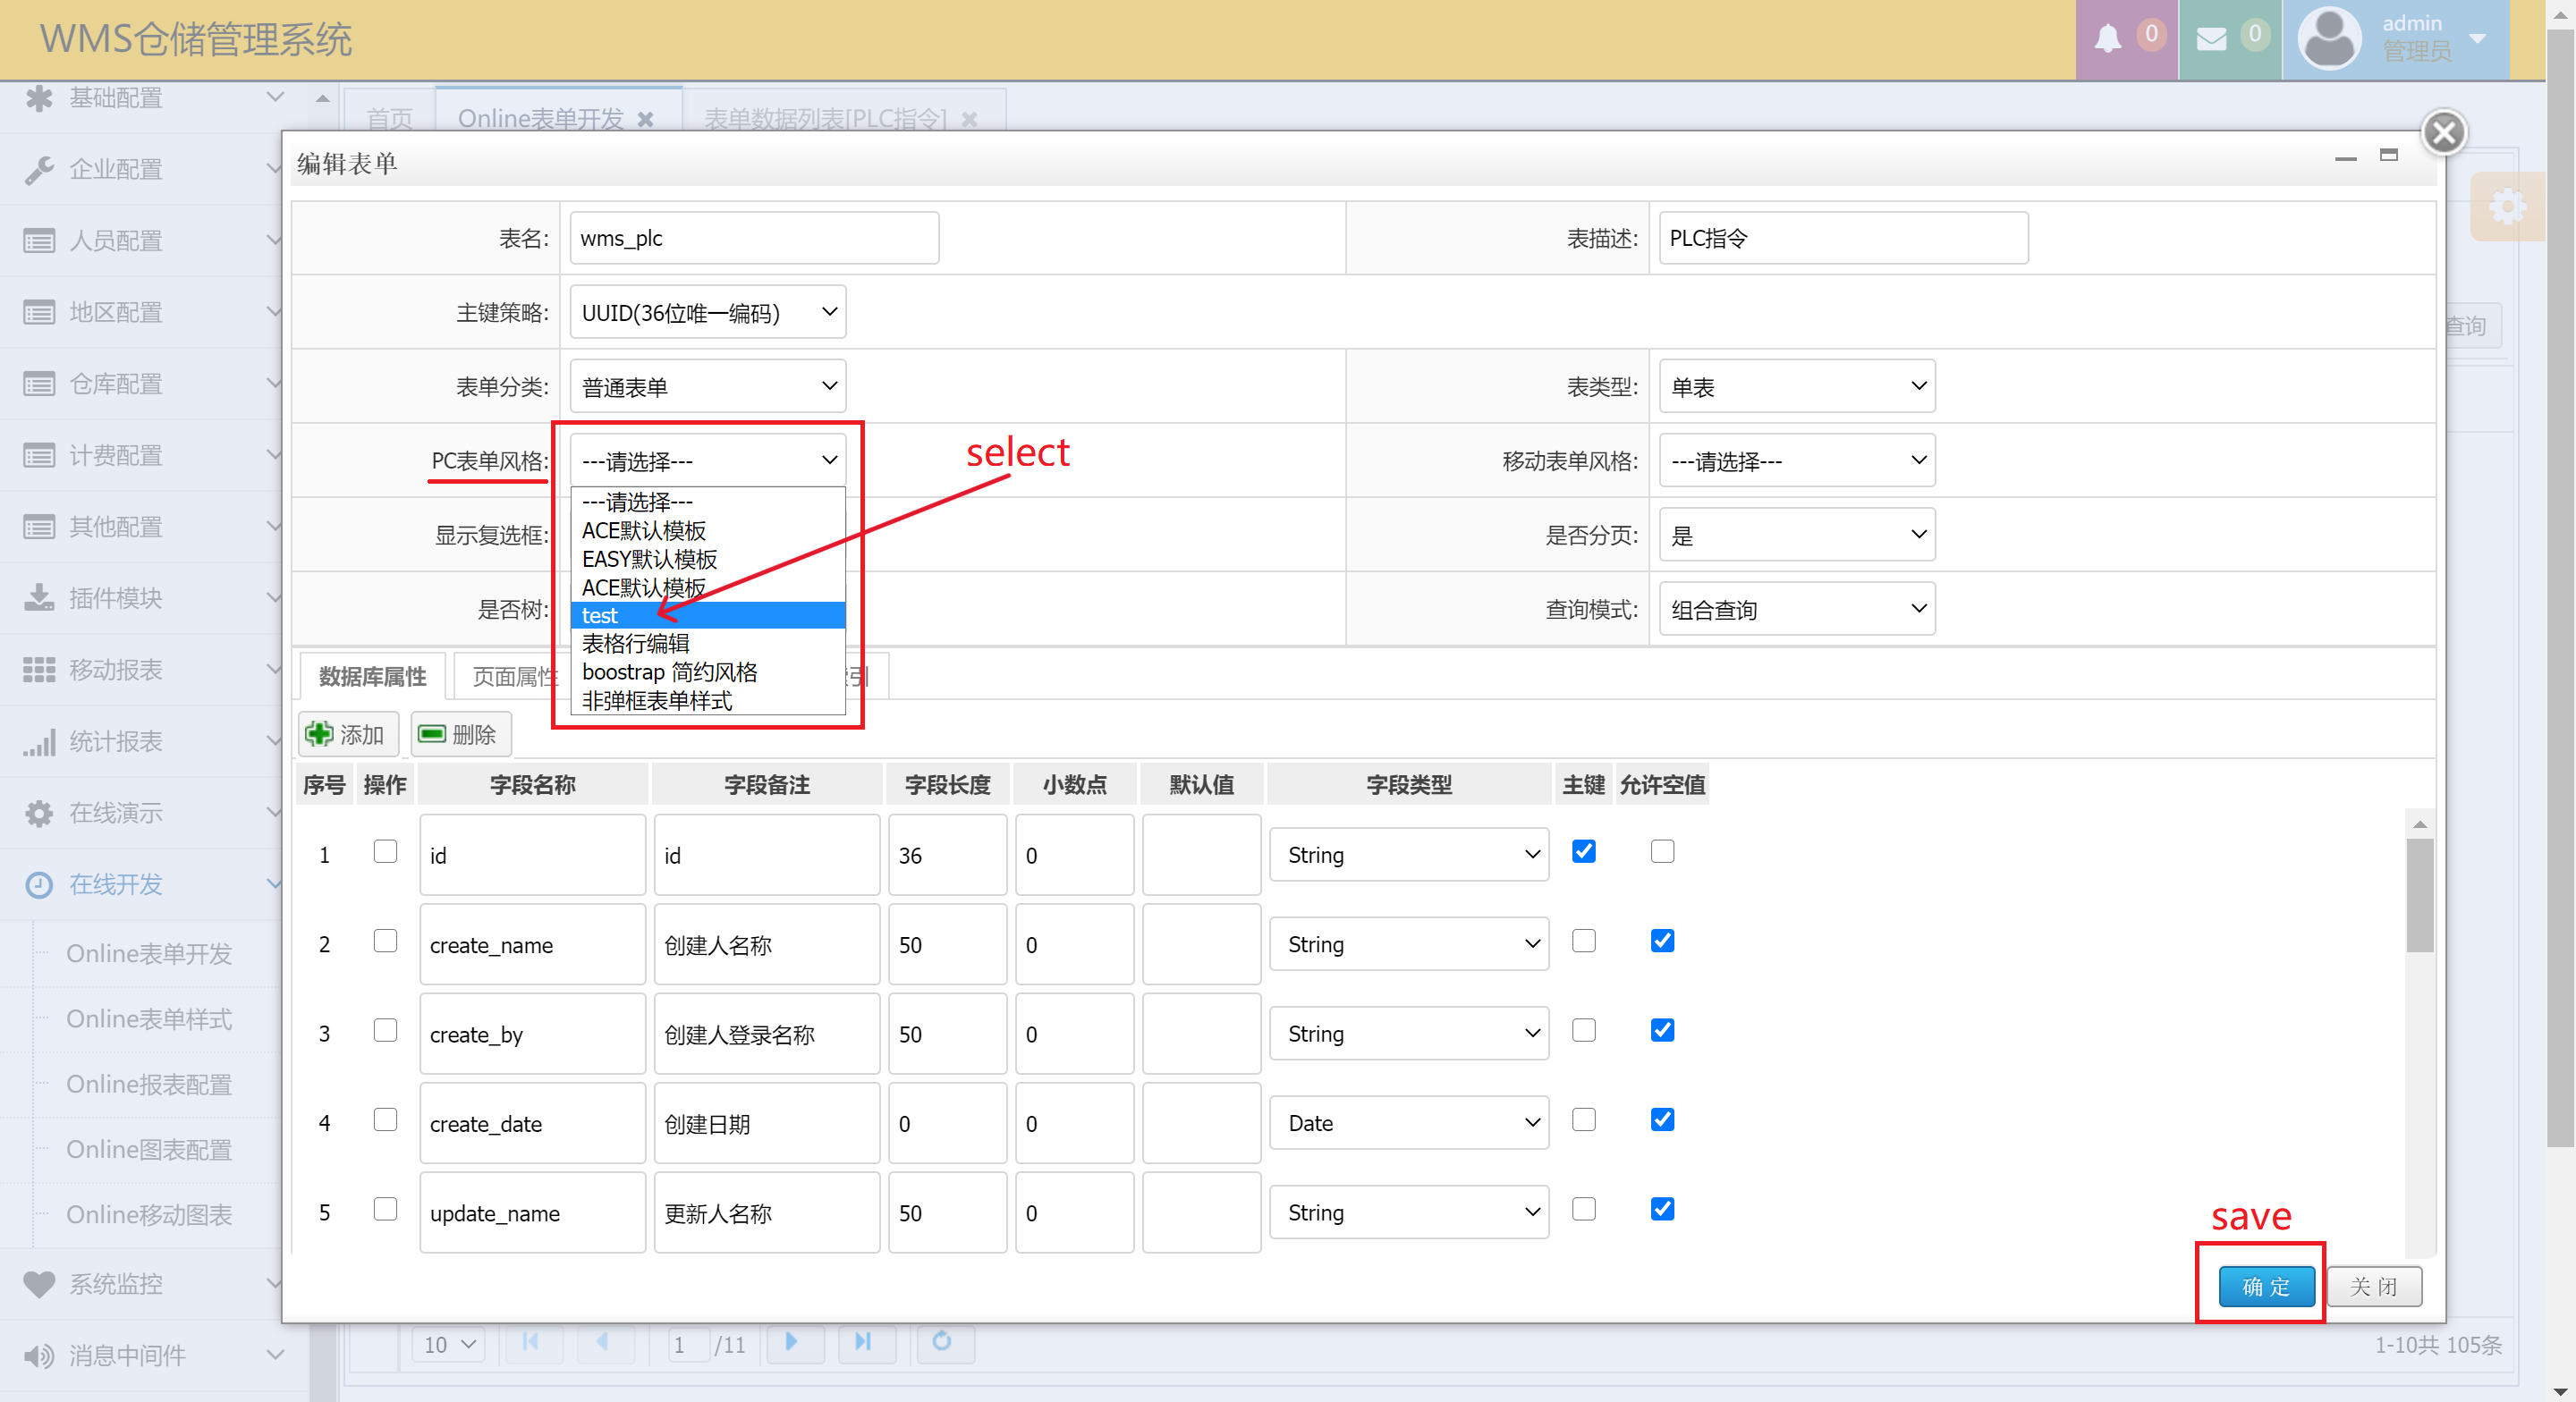 WMS仓储管理系统
0
0
admin
管理员
基础配置
企业配置
人员配置
地区配置
仓库配置
计费配置
其他配置
插件模块
移动报表
统计报表
在线演示
在线开发
Online表单开发
Online表单样式
Online报表配置
Online图表配置
Online移动图表
系统监控
消息中间件
首页
Online表单开发
表单数据列表[PLC指令]
查询
编辑表单
表名: wms_plc 表描述: PLC指令
主键策略: UUID(36位唯一编码)
表单分类: 普通表单 表类型: 单表
PC表单风格: ---请选择--- 移动表单风格: ---请选择---
select
---请选择---
ACE默认模板
EASY默认模板
ACE默认模板
test
表格行编辑
boostrap 简约风格
非弹框表单样式
显示复选框: 是否分页: 是
是否树: 查询模式: 组合查询
数据库属性 页面属性 索引
添加 删除
序号 操作 字段名称 字段备注 字段长度 小数点 默认值 字段类型 主键 允许空值
1 id id 36 0 String
2 create_name 创建人名称 50 0 String
3 create_by 创建人登录名称 50 0 String
4 create_date 创建日期 0 0 Date
5 update_name 更新人名称 50 0 String
save
确 定 关 闭
10 1 /11 1-10共 105条